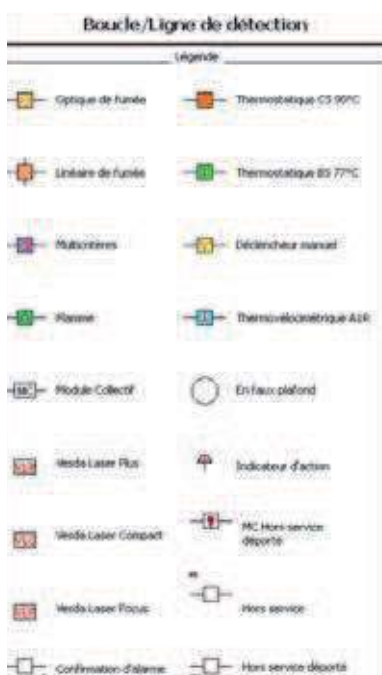 Boucle/Ligne de détection
Légende
Optique de fumée
Thermostatique CS 90°C
Linéaire de fumée
Thermostatique BS 77°C
Multicritères
Déclencheur manuel
Flamme
Thermovélocimétrique A1R
Module Collectif
En faux plafond
Vesda Laser Plus
Indicateur d'action
Vesda Laser Compact
MC Hors service
déporté
Vesda Laser Focus
Hors service
Confirmation d'alarme
Hors service déporté